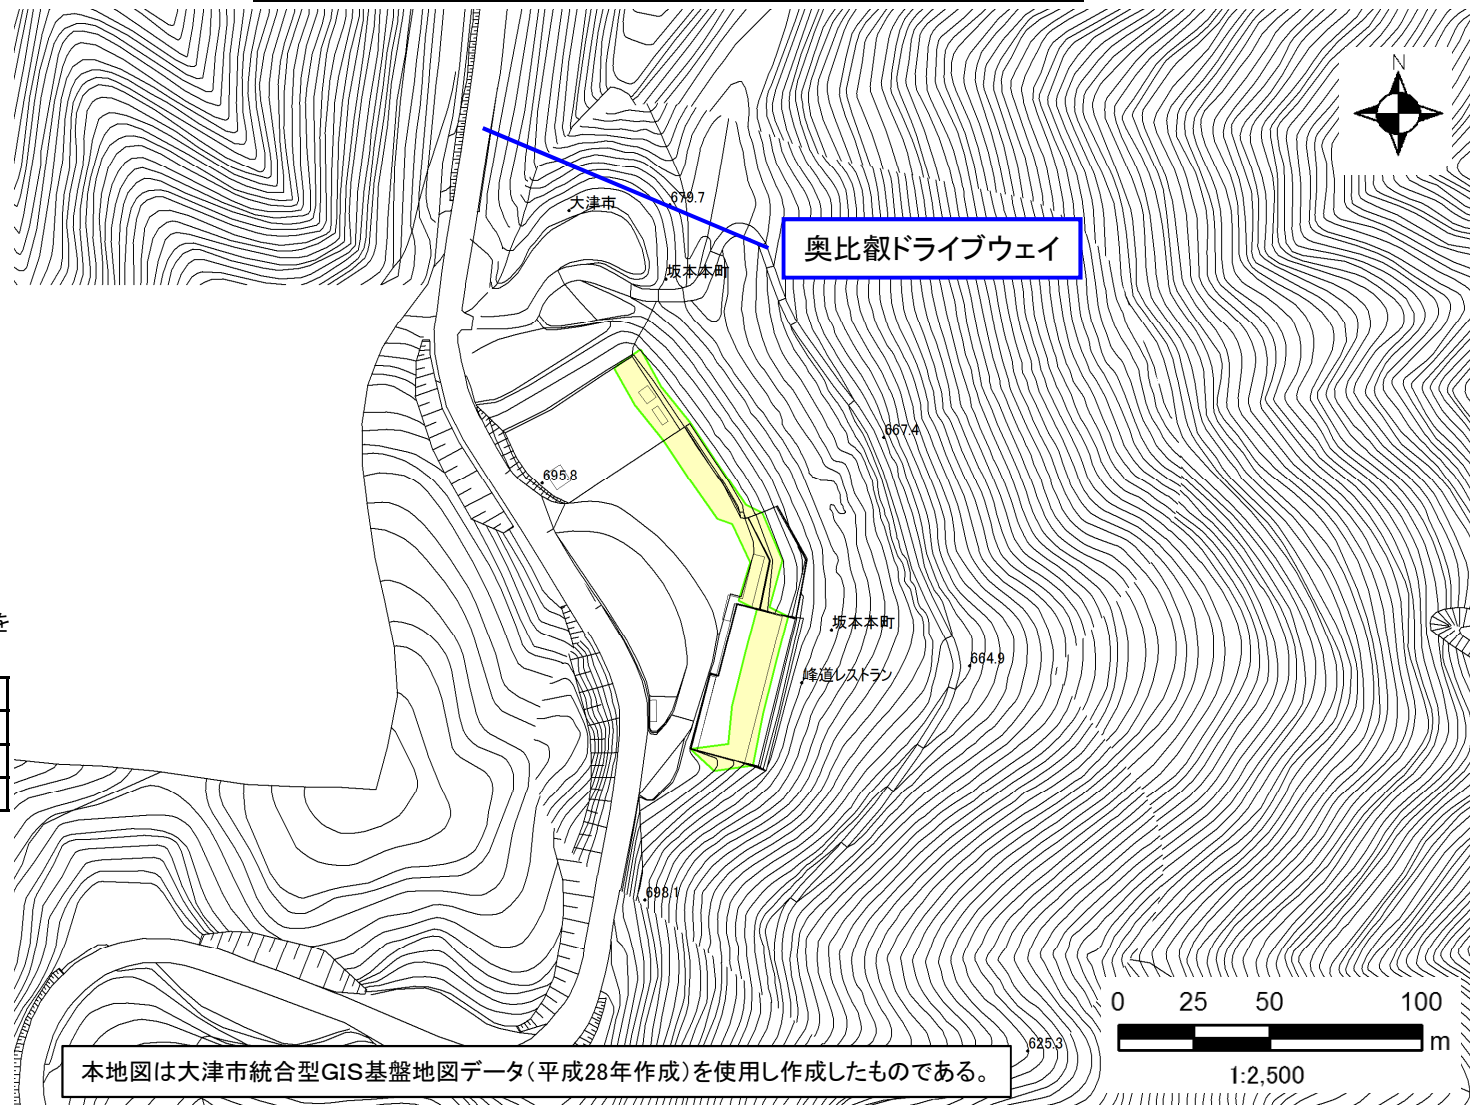 N
大津市
679.7
奥比叡ドライブウェイ
坂本本町
667.4
695.8
を
坂本本町
664.9
峰道レストラン
698.1
0 25 50 100
m
1:2,500
625.3
本地図は大津市統合型GIS基盤地図データ(平成28年作成)を使用し作成したものである。